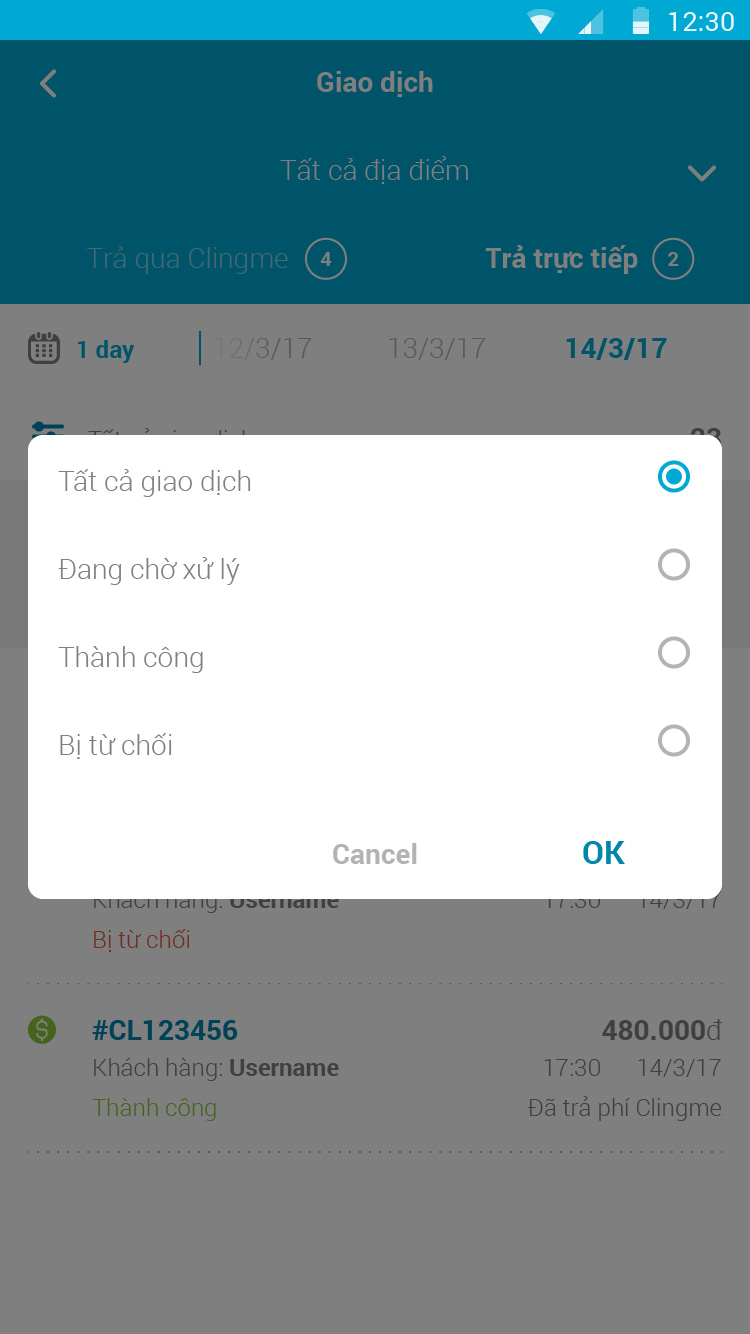 12:30
Giao dịch
Tất cả địa điểm
Trả qua Clingme 4 Trả trực tiếp 2
1 day 12/3/17 13/3/17 14/3/17
Tất cả giao dịch
Đang chờ xử lý
Thành công
Bị từ chối
Cancel OK
Khách hàng: Username 17:30 14/3/17
Bị từ chối
#CL123456 480.000đ
Khách hàng: Username 17:30 14/3/17
Thành công Đã trả phí Clingme